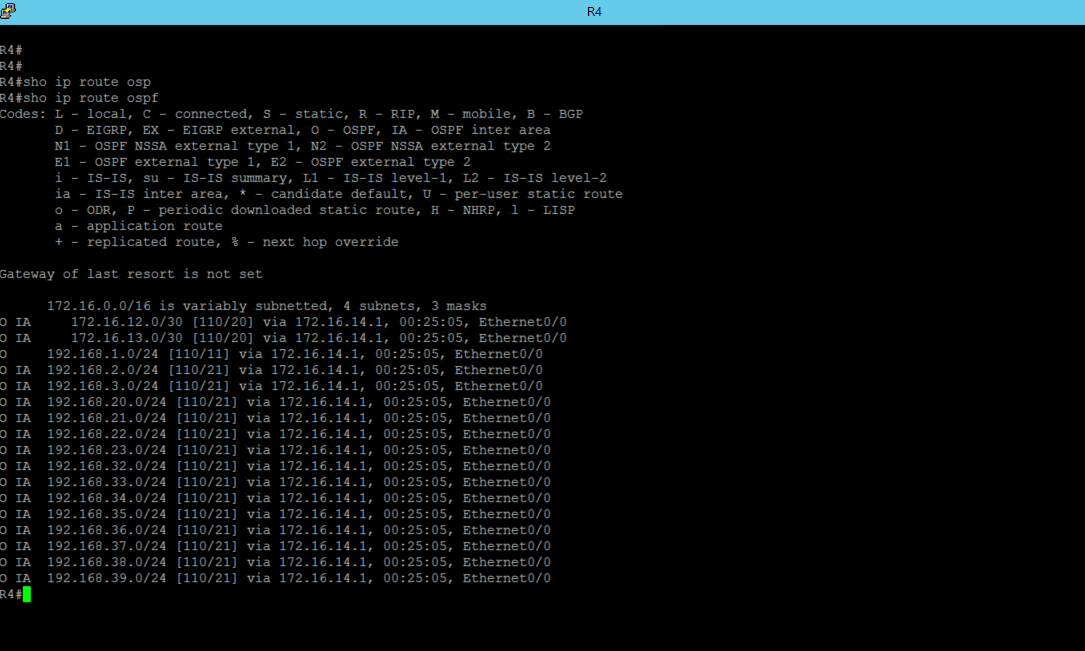 R4
R4#
R4#
R4#sho ip route osp
R4#sho ip route ospf
Codes: L - local, C - connected, S - static, R - RIP, M - mobile, B - BGP
       D - EIGRP, EX - EIGRP external, O - OSPF, IA - OSPF inter area
       N1 - OSPF NSSA external type 1, N2 - OSPF NSSA external type 2
       E1 - OSPF external type 1, E2 - OSPF external type 2
       i - IS-IS, su - IS-IS summary, L1 - IS-IS level-1, L2 - IS-IS level-2
       ia - IS-IS inter area, * - candidate default, U - per-user static route
       o - ODR, P - periodic downloaded static route, H - NHRP, l - LISP
       a - application route
       + - replicated route, % - next hop override
Gateway of last resort is not set
      172.16.0.0/16 is variably subnetted, 4 subnets, 3 masks
O IA     172.16.12.0/30 [110/20] via 172.16.14.1, 00:25:05, Ethernet0/0
O IA     172.16.13.0/30 [110/20] via 172.16.14.1, 00:25:05, Ethernet0/0
O     192.168.1.0/24 [110/11] via 172.16.14.1, 00:25:05, Ethernet0/0
O IA  192.168.2.0/24 [110/21] via 172.16.14.1, 00:25:05, Ethernet0/0
O IA  192.168.3.0/24 [110/21] via 172.16.14.1, 00:25:05, Ethernet0/0
O IA  192.168.20.0/24 [110/21] via 172.16.14.1, 00:25:05, Ethernet0/0
O IA  192.168.21.0/24 [110/21] via 172.16.14.1, 00:25:05, Ethernet0/0
O IA  192.168.22.0/24 [110/21] via 172.16.14.1, 00:25:05, Ethernet0/0
O IA  192.168.23.0/24 [110/21] via 172.16.14.1, 00:25:05, Ethernet0/0
O IA  192.168.32.0/24 [110/21] via 172.16.14.1, 00:25:05, Ethernet0/0
O IA  192.168.33.0/24 [110/21] via 172.16.14.1, 00:25:05, Ethernet0/0
O IA  192.168.34.0/24 [110/21] via 172.16.14.1, 00:25:05, Ethernet0/0
O IA  192.168.35.0/24 [110/21] via 172.16.14.1, 00:25:05, Ethernet0/0
O IA  192.168.36.0/24 [110/21] via 172.16.14.1, 00:25:05, Ethernet0/0
O IA  192.168.37.0/24 [110/21] via 172.16.14.1, 00:25:05, Ethernet0/0
O IA  192.168.38.0/24 [110/21] via 172.16.14.1, 00:25:05, Ethernet0/0
O IA  192.168.39.0/24 [110/21] via 172.16.14.1, 00:25:05, Ethernet0/0
R4#